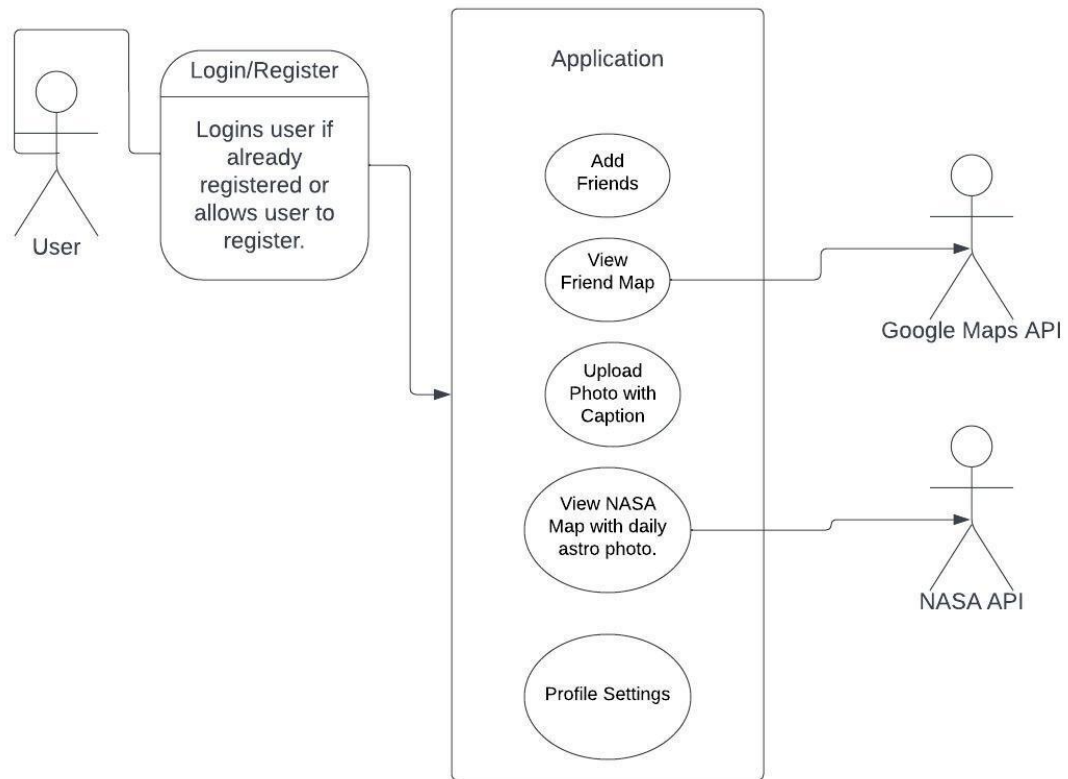 Application
Login/Register
Logins user if
already
registered or
allows user to
register.
User
Add
Friends
View
Friend Map
Google Maps API
Upload
Photo with
Caption
View NASA
Map with daily
astro photo.
NASA API
Profile Settings